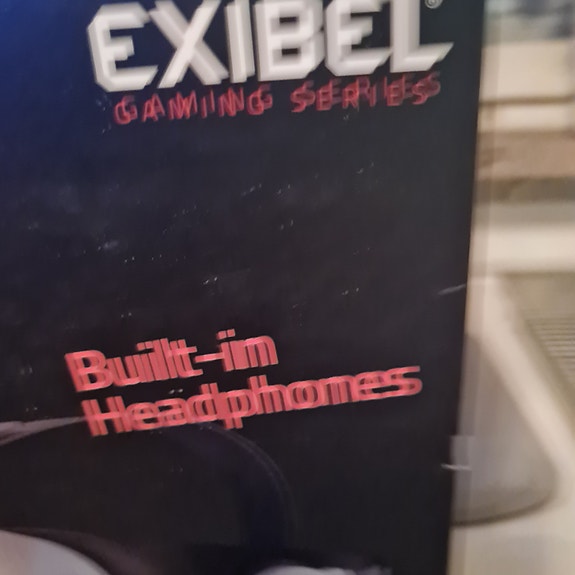 EXIBEL®
GAMING SERIES
Built-in
Headphones